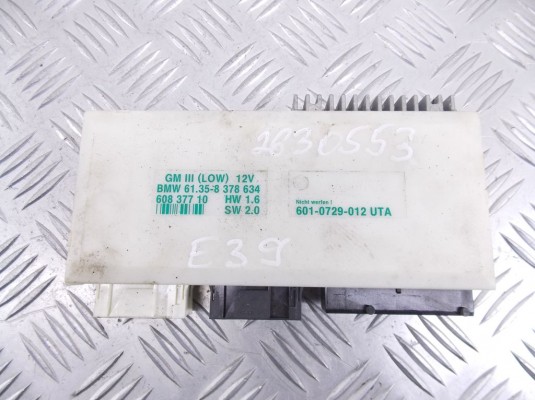 2630553
GM III (LOW) 12V
BMW 61.35-8 378 634
608 377 10 HW 1.6
SW 2.0
Nicht werfen !
601-0729-012 UTA
E39